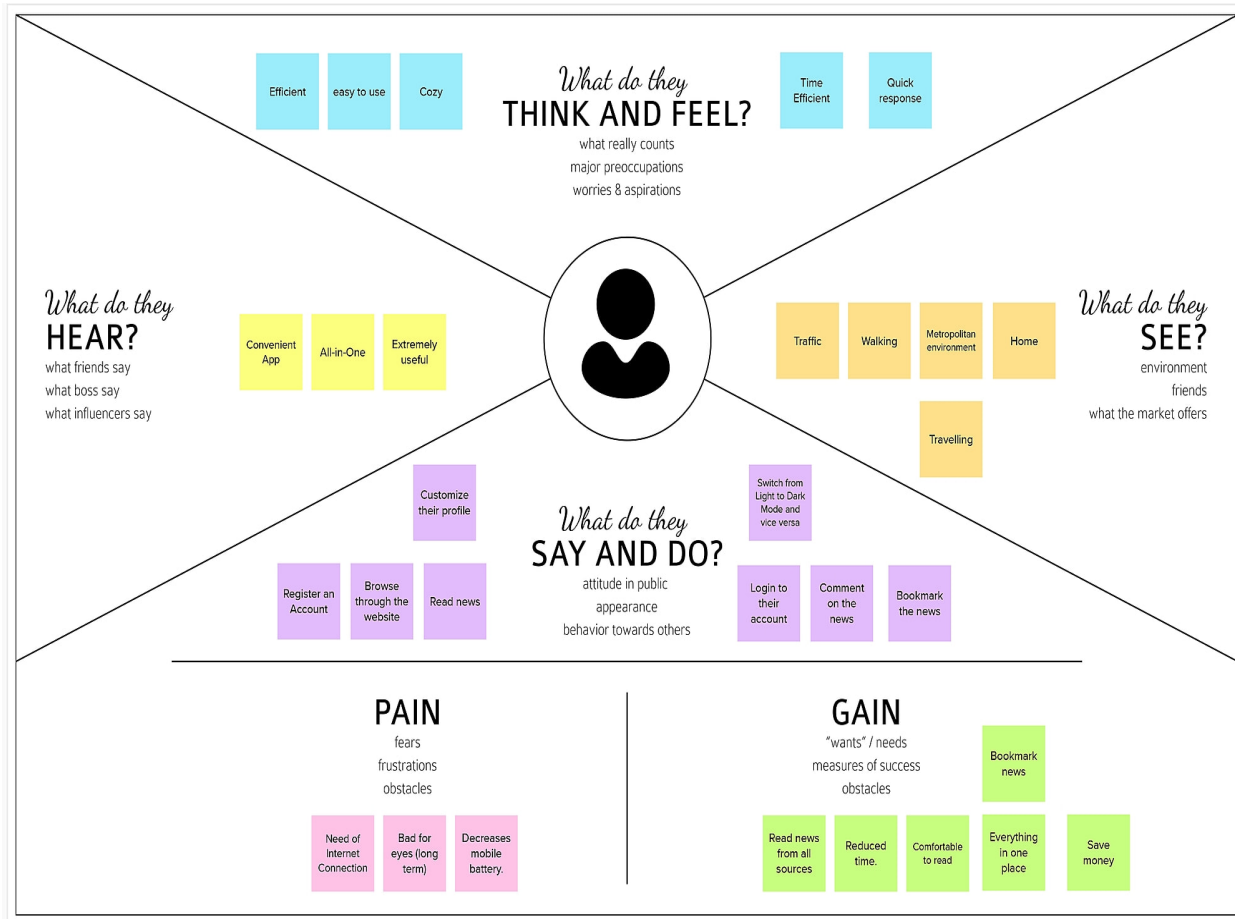 Efficient
easy to use
Cozy
What do they
THINK AND FEEL?
what really counts
major preoccupations
worries & aspirations
Time
Efficient
Quick
response
What do they
HEAR?
what friends say
what boss say
what influencers say
Convenient
App
All-in-One
Extremely
useful
Traffic
Walking
Metropolitan
environment
Home
Travelling
What do they
SEE?
environment
friends
what the market offers
Customize
their profile
Register an
Account
Browse
through the
website
Read news
What do they
SAY AND DO?
attitude in public
appearance
behavior towards others
Switch from
Light to Dark
Mode and
vice versa
Login to
their
account
Comment
on the
news
Bookmark
the news
PAIN
fears
frustrations
obstacles
Need of
Internet
Connection
Bad for
eyes (long
term)
Decreases
mobile
battery.
GAIN
"wants" / needs
measures of success
obstacles
Bookmark
news
Read news
from all
sources
Reduced
time.
Comfortable
to read
Everything
in one
place
Save
money